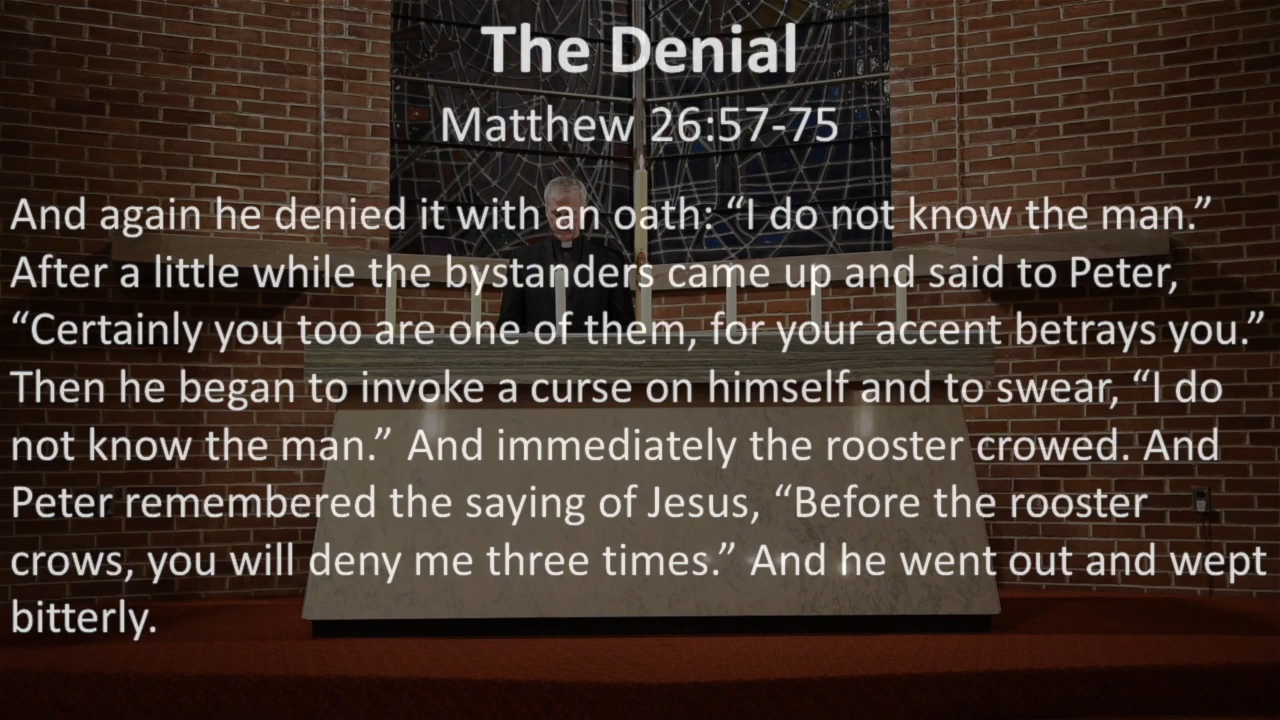 The Denial
Matthew 26:57-75
And again he denied it with an oath: “I do not know the man.”
After a little while the bystanders came up and said to Peter,
“Certainly you too are one of them, for your accent betrays you.”
Then he began to invoke a curse on himself and to swear, “I do
not know the man.” And immediately the rooster crowed. And
Peter remembered the saying of Jesus, “Before the rooster
crows, you will deny me three times.” And he went out and wept
bitterly.